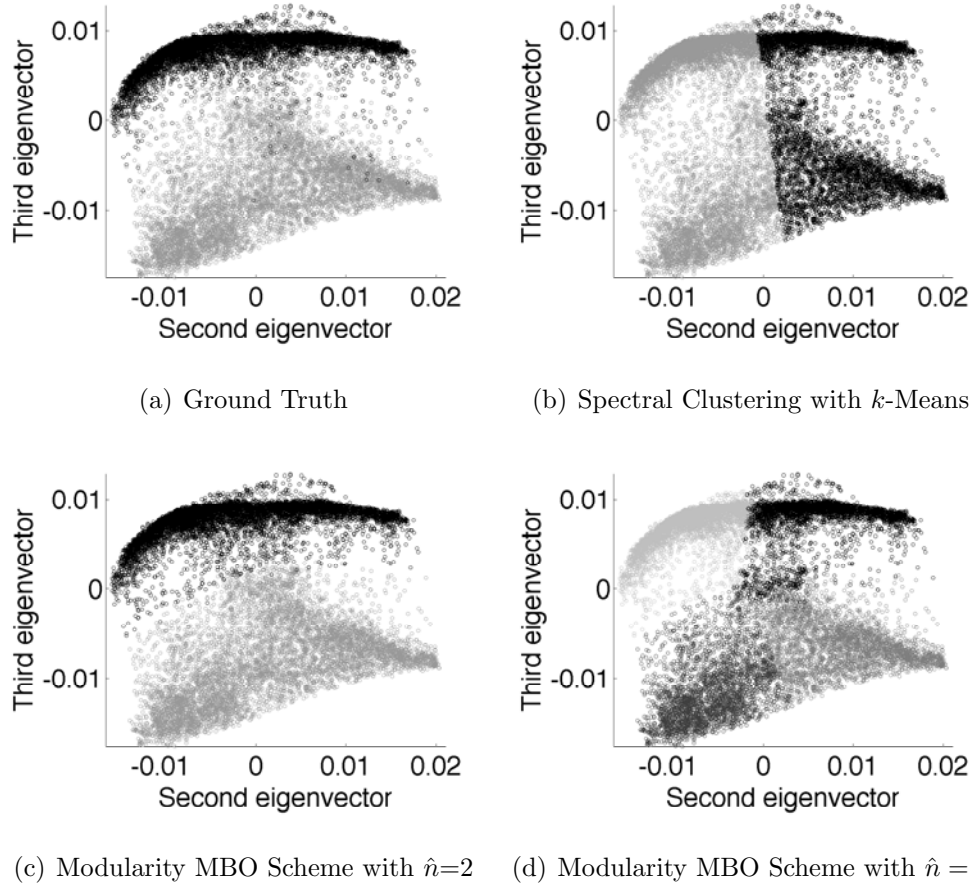 0.01
0
-0.01
Third eigenvector
-0.01 0 0.01 0.02
Second eigenvector
(a) Ground Truth
0.01
0
-0.01
Third eigenvector
-0.01 0 0.01 0.02
Second eigenvector
(b) Spectral Clustering with k-Means
0.01
0
-0.01
Third eigenvector
-0.01 0 0.01 0.02
Second eigenvector
(c) Modularity MBO Scheme with n̂=2
0.01
0
-0.01
Third eigenvector
-0.01 0 0.01 0.02
Second eigenvector
(d) Modularity MBO Scheme with n̂ =